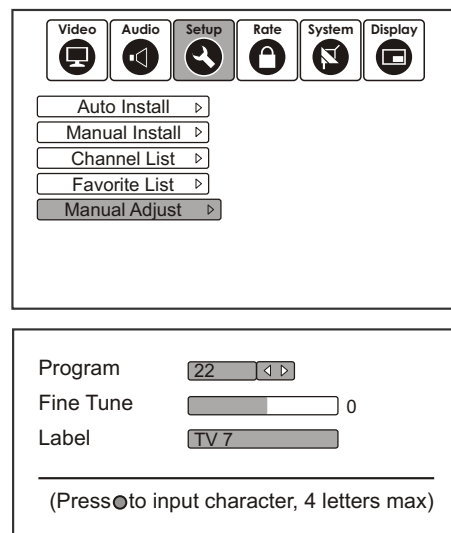 Video Audio Setup Rate System Display
Auto Install
Manual Install
Channel List
Favorite List
Manual Adjust
Program 22
Fine Tune 0
Label TV 7
(Press to input character, 4 letters max)